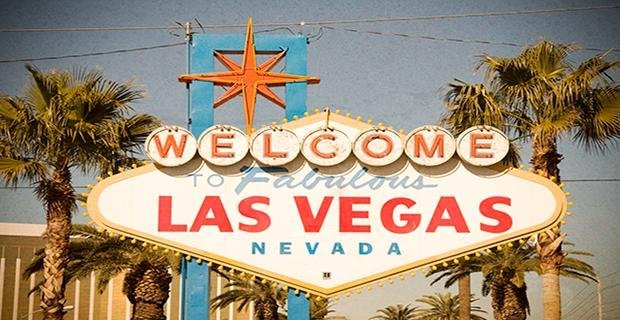 WELCOME
TO Fabulous
LAS VEGAS
NEVADA